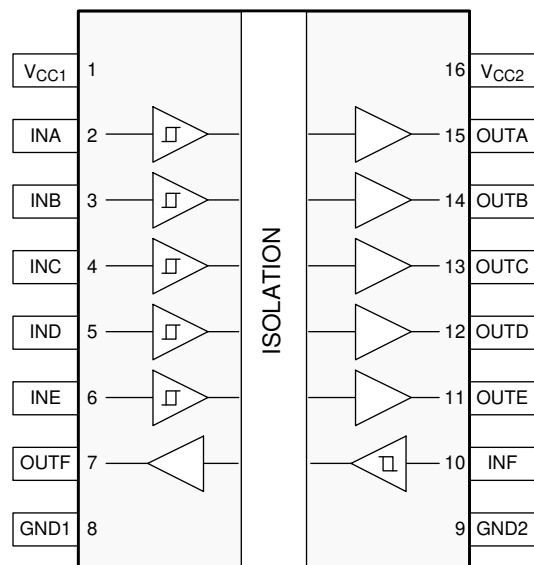 VCC1 1 16 VCC2
INA 2 15 OUTA
INB 3 14 OUTB
INC 4 13 OUTC
IND 5 12 OUTD
INE 6 11 OUTE
OUTF 7 10 INF
GND1 8 9 GND2
ISOLATION